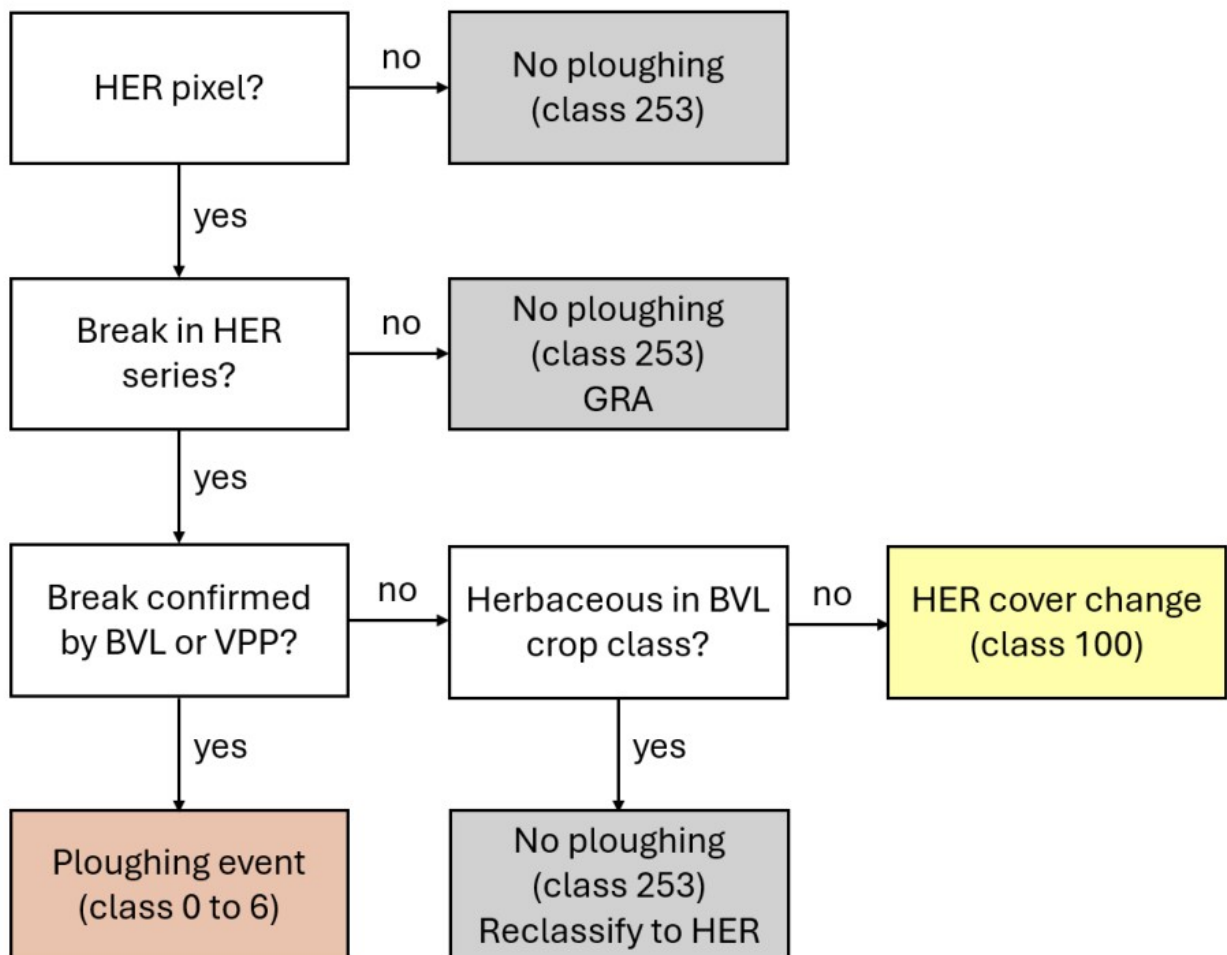 HER pixel?
no
No ploughing
(class 253)
yes
Break in HER
series?
no
No ploughing
(class 253)
GRA
yes
Break confirmed
by BVL or VPP?
no
Herbaceous in BVL
crop class?
no
HER cover change
(class 100)
yes
yes
Ploughing event
(class 0 to 6)
No ploughing
(class 253)
Reclassify to HER